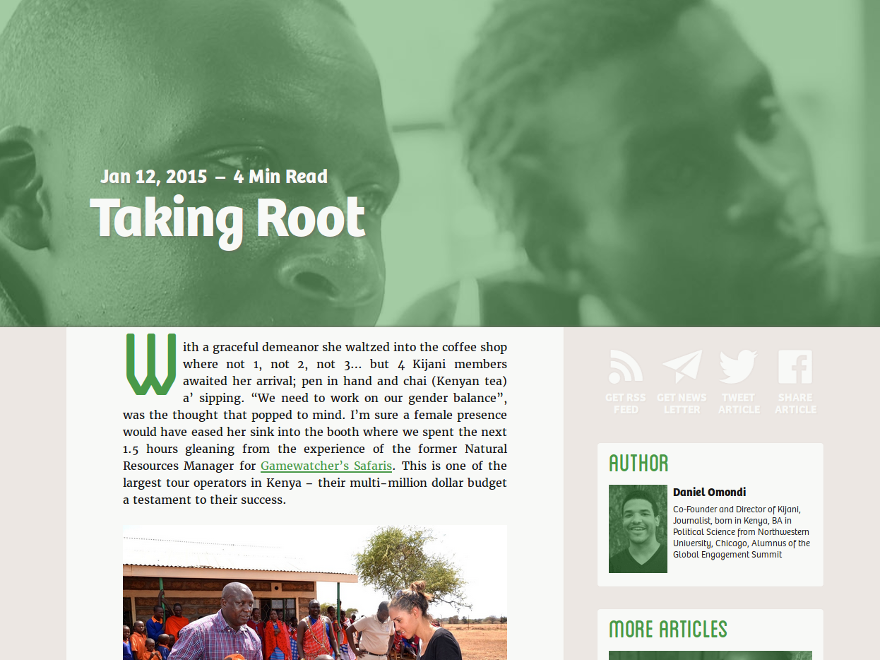 Jan 12, 2015 – 4 Min Read
Taking Root
With a graceful demeanor she waltzed into the coffee shop
where not 1, not 2, not 3... but 4 Kijani members
awaited her arrival; pen in hand and chai (Kenyan tea)
a’ sipping. “We need to work on our gender balance”,
was the thought that popped to mind. I’m sure a female presence
would have eased her sink into the booth where we spent the next
1.5 hours gleaning from the experience of the former Natural
Resources Manager for Gamewatcher’s Safaris. This is one of the
largest tour operators in Kenya – their multi-million dollar budget
a testament to their success.
GET RSS
FEED
GET NEWS
LETTER
TWEET
ARTICLE
SHARE
ARTICLE
AUTHOR
Daniel Omondi
Co-Founder and Director of Kijani,
Journalist, born in Kenya, BA in
Political Science from Northwestern
University, Chicago, Alumnus of the
Global Engagement Summit
MORE ARTICLES